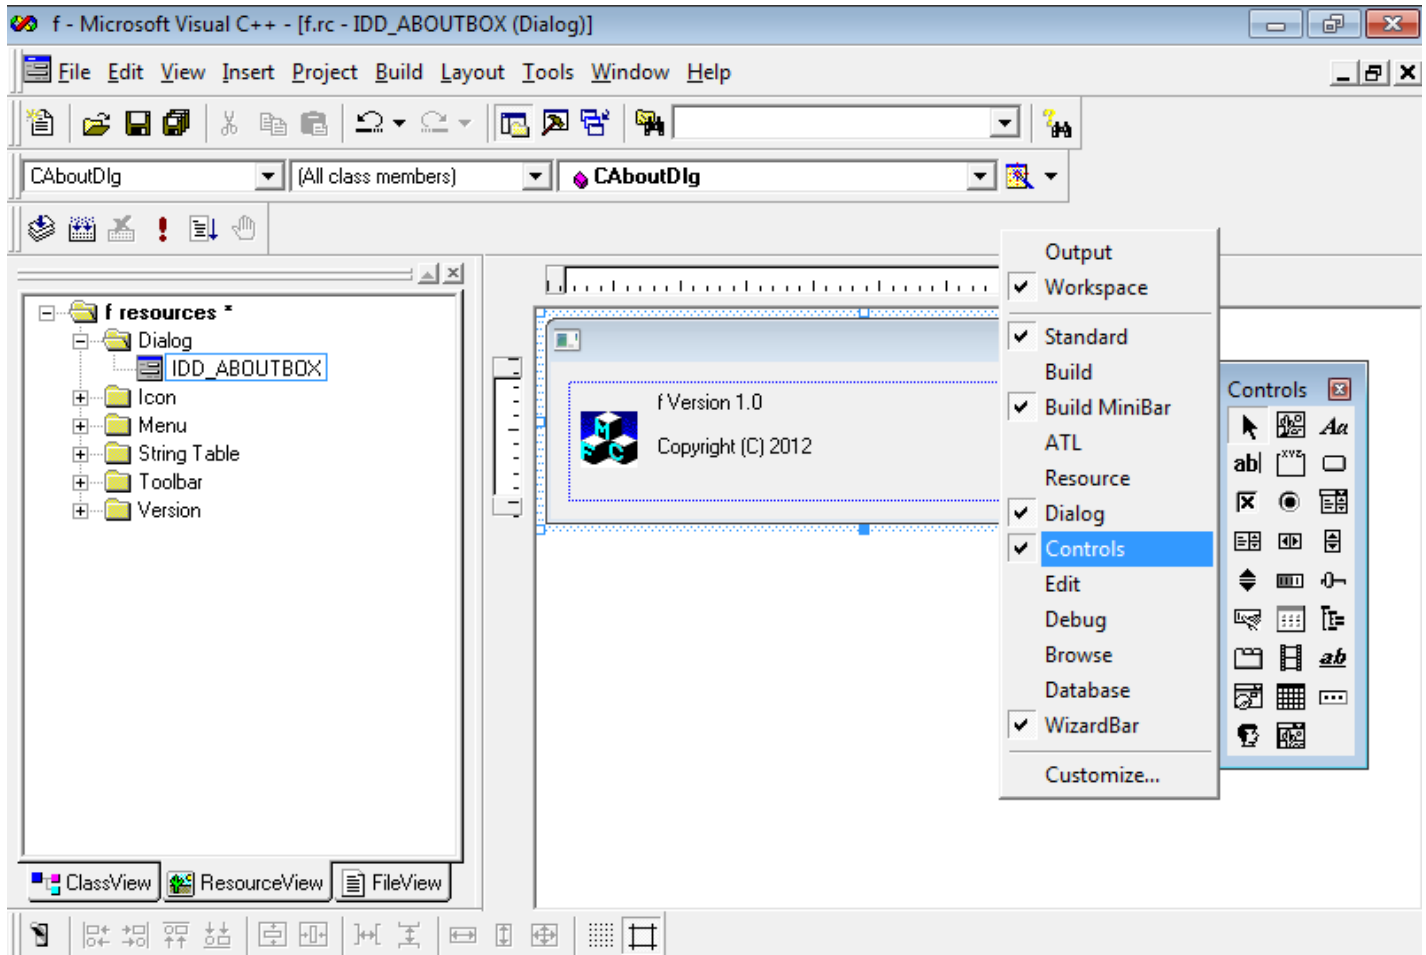 f - Microsoft Visual C++ - [f.rc - IDD_ABOUTBOX (Dialog)]
File Edit View Insert Project Build Layout Tools Window Help
CAboutDlg (All class members) CAboutDlg
f resources *
Dialog
IDD_ABOUTBOX
Icon
Menu
String Table
Toolbar
Version
ClassView ResourceView FileView
f Version 1.0
Copyright (C) 2012
MFC
Output
Workspace
Standard
Build
Build MiniBar
ATL
Resource
Dialog
Controls
Edit
Debug
Browse
Database
WizardBar
Customize...
Controls
Aa
ab| xyz
ab